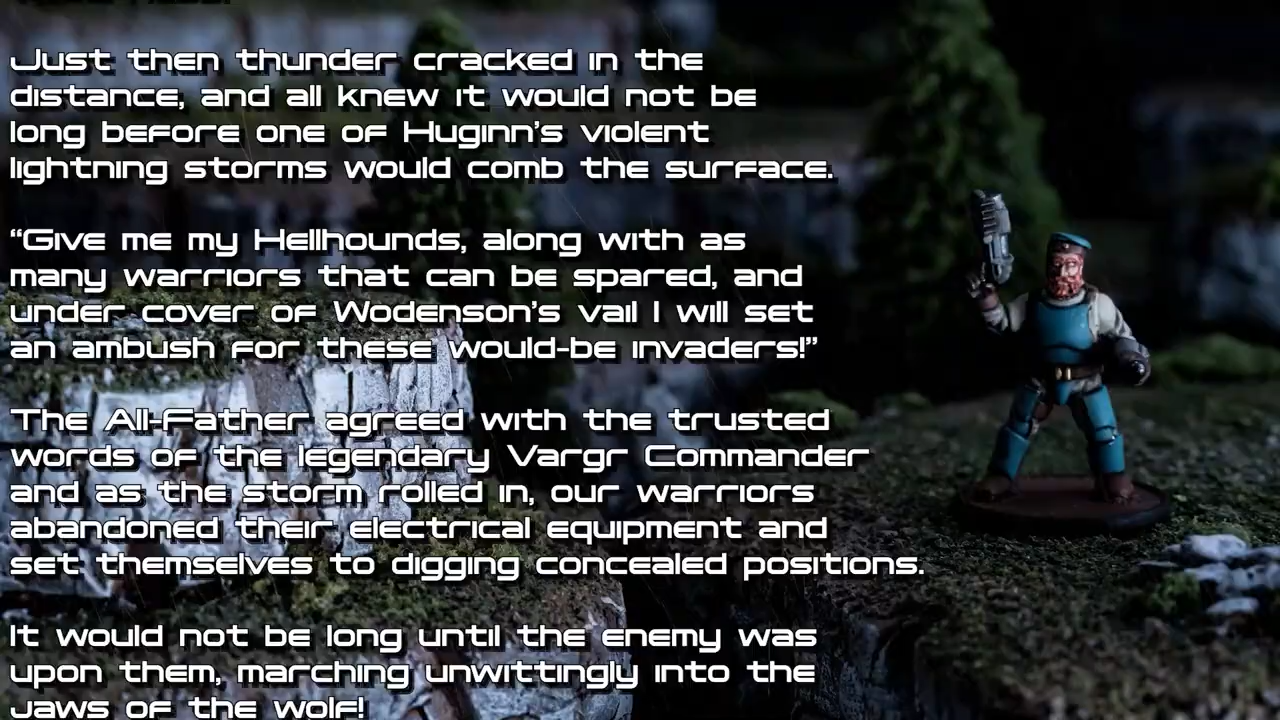 Just then thunder cracked in the
distance, and all knew it would not be
long before one of Huginn's violent
lightning storms would comb the surface.
“Give me my Hellhounds, along with as
many warriors that can be spared, and
under cover of Wodenson's vail I will set
an ambush for these would-be invaders!”
The All-Father agreed with the trusted
words of the legendary Vargr Commander
and as the storm rolled in, our warriors
abandoned their electrical equipment and
set themselves to digging concealed positions.
It would not be long until the enemy was
upon them, marching unwittingly into the
jaws of the wolf!